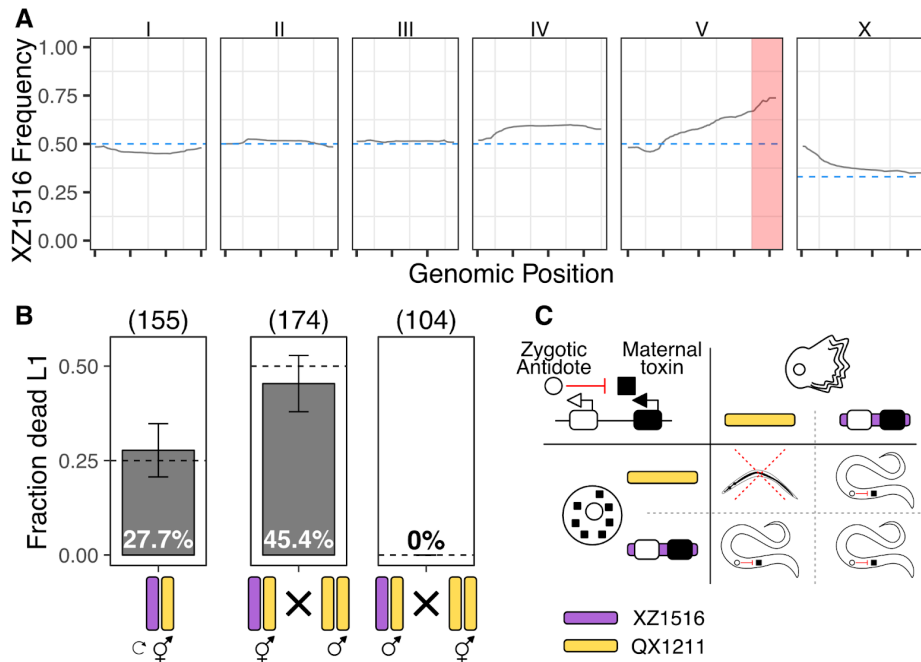 A
I II III IV V X
XZ1516 Frequency
1.00
0.75
0.50
0.25
0.00
Genomic Position
B
(155) (174) (104)
Fraction dead L1
0.50
0.25
0.00
27.7% 45.4% 0%
C
Zygotic Antidote
Maternal toxin
XZ1516
QX1211